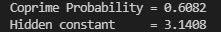 Coprime Probability = 0.6082
Hidden constant     = 3.1408